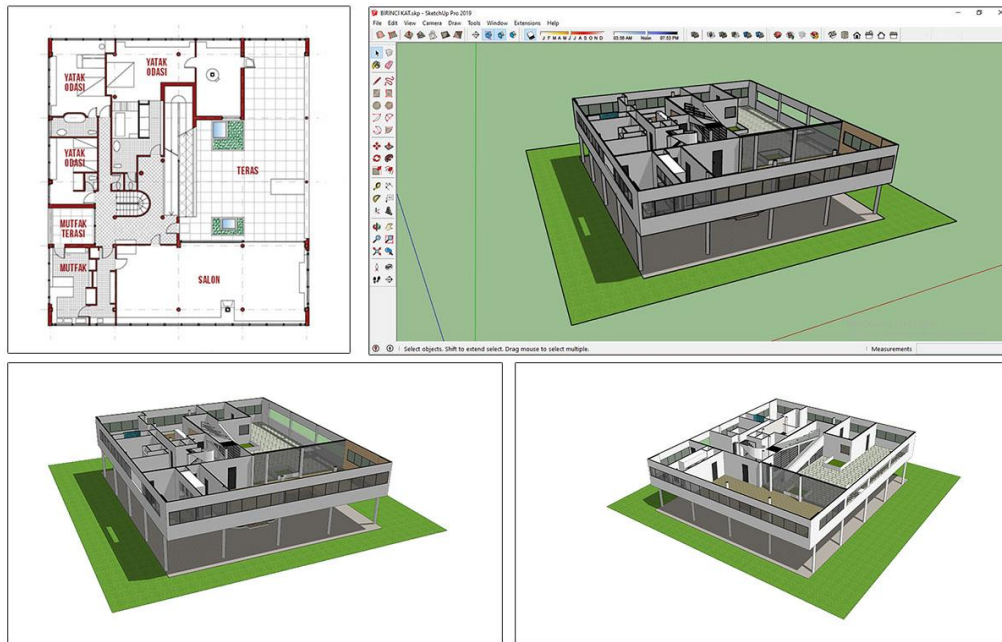 YATAK
ODASI
YATAK
ODASI
YATAK
ODASI
TERAS
MUTFAK
TERASI
MUTFAK
SALON
BIRINCI KAT.skp - SketchUp Pro 2019
File Edit View Camera Draw Tools Window Extensions Help
J F M A M J J A S O N D
Noon
Select objects. Shift to extend select. Drag mouse to select multiple.
Measurements